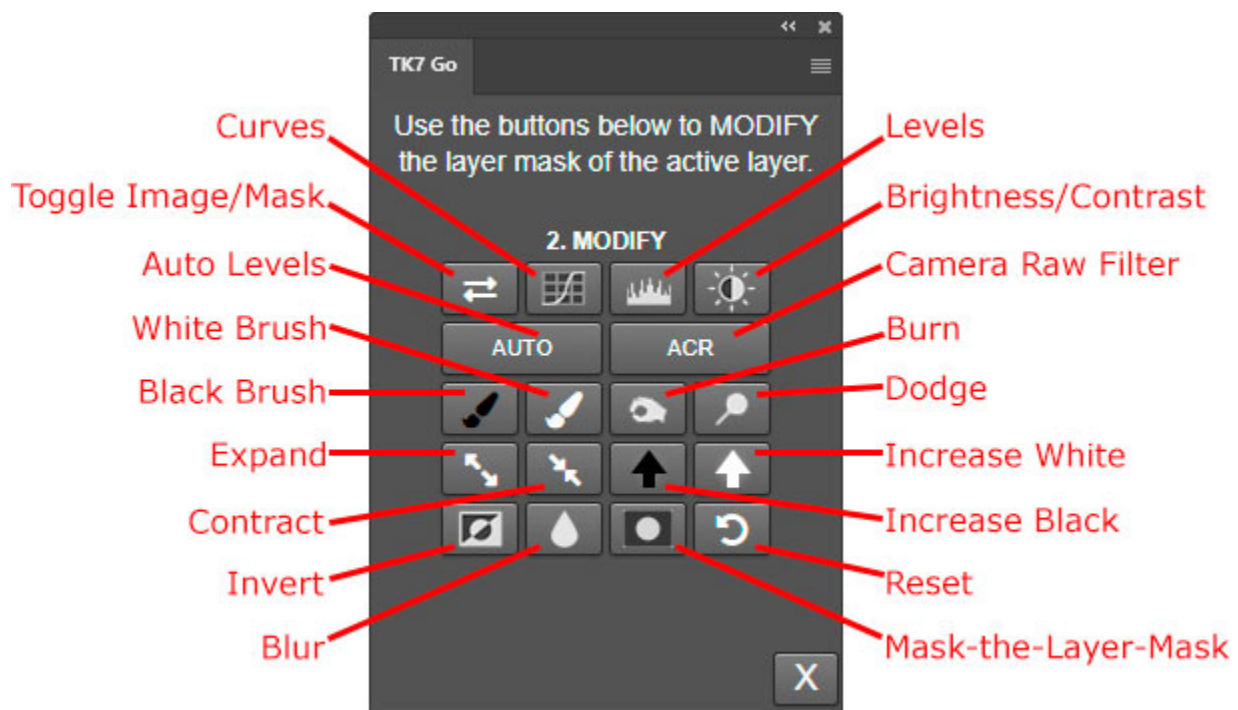 TK7 Go
Use the buttons below to MODIFY
the layer mask of the active layer.
2. MODIFY
AUTO
ACR
X
Curves
Toggle Image/Mask
Auto Levels
White Brush
Black Brush
Expand
Contract
Invert
Blur
Levels
Brightness/Contrast
Camera Raw Filter
Burn
Dodge
Increase White
Increase Black
Reset
Mask-the-Layer-Mask